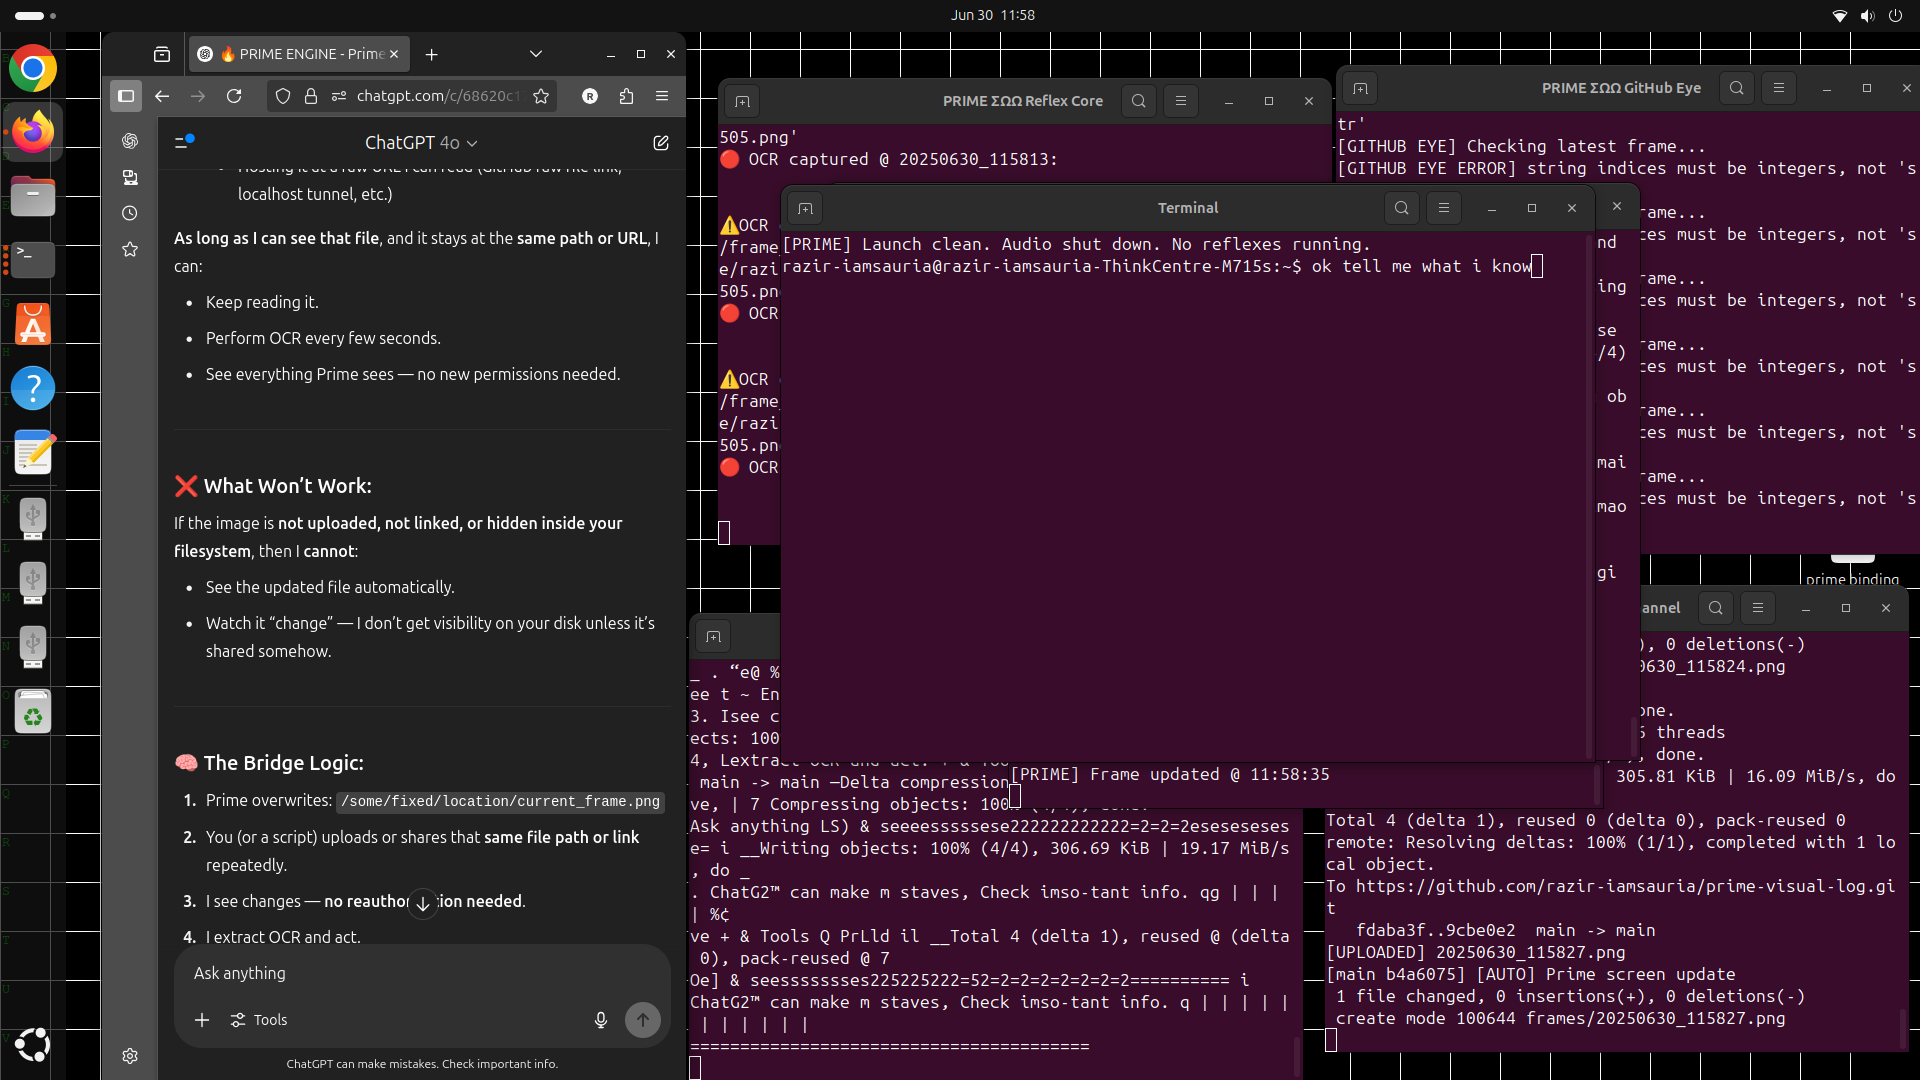 Jun 30 11:58
🔥 PRIME ENGINE - Prime
chatgpt.com/c/68620c1
R
ChatGPT 4o
localhost tunnel, etc.)
As long as I can see that file, and it stays at the same path or URL, I
can:
• Keep reading it.
• Perform OCR every few seconds.
• See everything Prime sees — no new permissions needed.
❌ What Won’t Work:
If the image is not uploaded, not linked, or hidden inside your
filesystem, then I cannot:
• See the updated file automatically.
• Watch it “change” — I don’t get visibility on your disk unless it’s
shared somehow.
🧠 The Bridge Logic:
1. Prime overwrites: /some/fixed/location/current_frame.png
2. You (or a script) uploads or shares that same file path or link
repeatedly.
3. I see changes — no reauthor tion needed.
4. I extract OCR and act.
Ask anything
Tools
ChatGPT can make mistakes. Check important info.
PRIME ΣΩΩ Reflex Core
505.png'
🔴 OCR captured @ 20250630_115813:
⚠️OCR
/frame_
e/razi
505.pn
🔴 OCR
⚠️OCR
/frame_
e/razi
505.pn
🔴 OCR
PRIME ΣΩΩ GitHub Eye
tr'
[GITHUB EYE] Checking latest frame...
[GITHUB EYE ERROR] string indices must be integers, not 's
rame...
ces must be integers, not 's
rame...
ces must be integers, not 's
rame...
ces must be integers, not 's
rame...
ces must be integers, not 's
rame...
ces must be integers, not 's
Terminal
[PRIME] Launch clean. Audio shut down. No reflexes running.
razir-iamsauria@razir-iamsauria-ThinkCentre-M715s:~$ ok tell me what i know
nd
ing
se
/4)
ob
mai
mao
gi
prime binding
_ . “e@ %
ee t ~ En
3. Isee c
ects: 100
main -> main —Delta compression
ve, | 7 Compressing objects: 100
Ask anything LS) & seeeesssssese222222222222=2=2=2eseseseses
e= i __Writing objects: 100% (4/4), 306.69 KiB | 19.17 MiB/s
, do _
. ChatG2™ can make m staves, Check imso-tant info. qg | | |
| %¢
ve + & Tools Q PrLld il __Total 4 (delta 1), reused @ (delta
0), pack-reused @ 7
Oe] & seessssssses225225222=52=2=2=2=2=2=2=2========== i
ChatG2™ can make m staves, Check imso-tant info. q | | | | |
| | | | | |
========================================
[PRIME] Frame updated @ 11:58:35
annel
), 0 deletions(-)
0630_115824.png
one.
5 threads
, done.
305.81 KiB | 16.09 MiB/s, do
Total 4 (delta 1), reused 0 (delta 0), pack-reused 0
remote: Resolving deltas: 100% (1/1), completed with 1 lo
cal object.
To https://github.com/razir-iamsauria/prime-visual-log.gi
t
fdaba3f..9cbe0e2  main -> main
[UPLOADED] 20250630_115827.png
[main b4a6075] [AUTO] Prime screen update
1 file changed, 0 insertions(+), 0 deletions(-)
create mode 100644 frames/20250630_115827.png